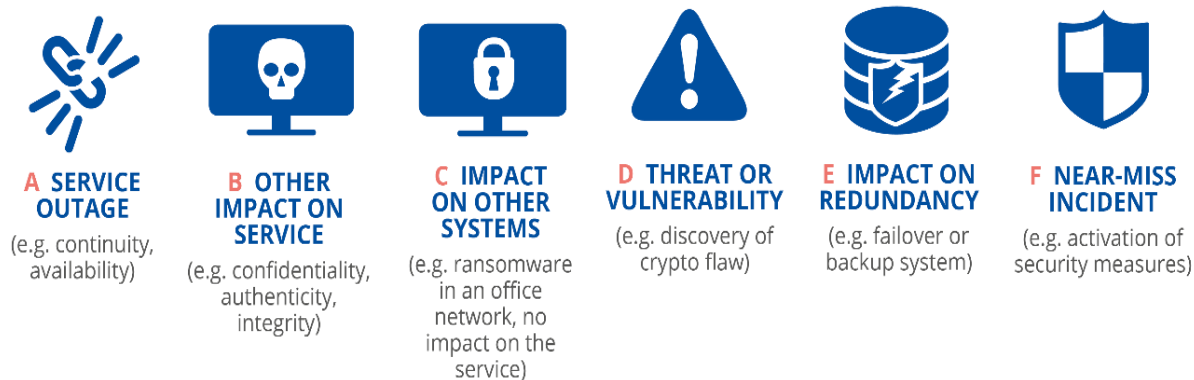 A SERVICE
OUTAGE
(e.g. continuity,
availability)
B OTHER
IMPACT ON
SERVICE
(e.g. confidentiality,
authenticity,
integrity)
C IMPACT
ON OTHER
SYSTEMS
(e.g. ransomware
in an office
network, no
impact on the
service)
D THREAT OR
VULNERABILITY
(e.g. discovery of
crypto flaw)
E IMPACT ON
REDUNDANCY
(e.g. failover or
backup system)
F NEAR-MISS
INCIDENT
(e.g. activation of
security measures)